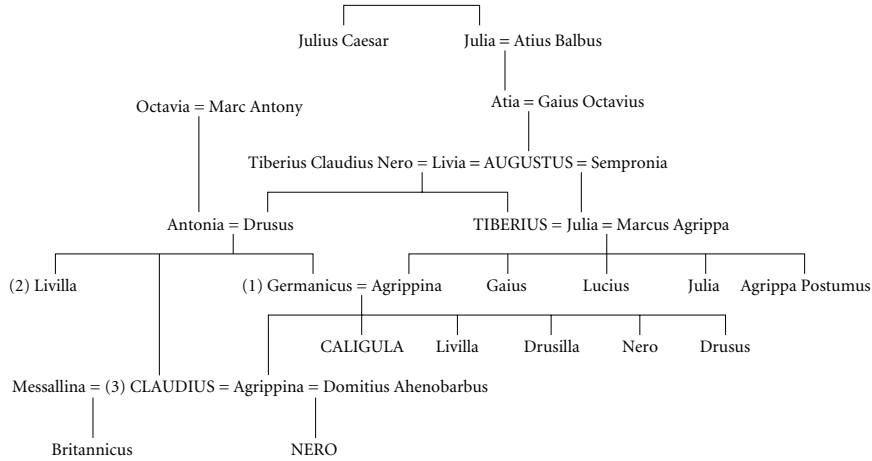 Julius Caesar Julia = Atius Balbus
Octavia = Marc Antony Atia = Gaius Octavius
Tiberius Claudius Nero = Livia = AUGUSTUS = Sempronia
Antonia = Drusus TIBERIUS = Julia = Marcus Agrippa
(2) Livilla (1) Germanicus = Agrippina Gaius Lucius Julia Agrippa Postumus
CALIGULA Livilla Drusilla Nero Drusus
Messallina = (3) CLAUDIUS = Agrippina = Domitius Ahenobarbus
Britannicus NERO